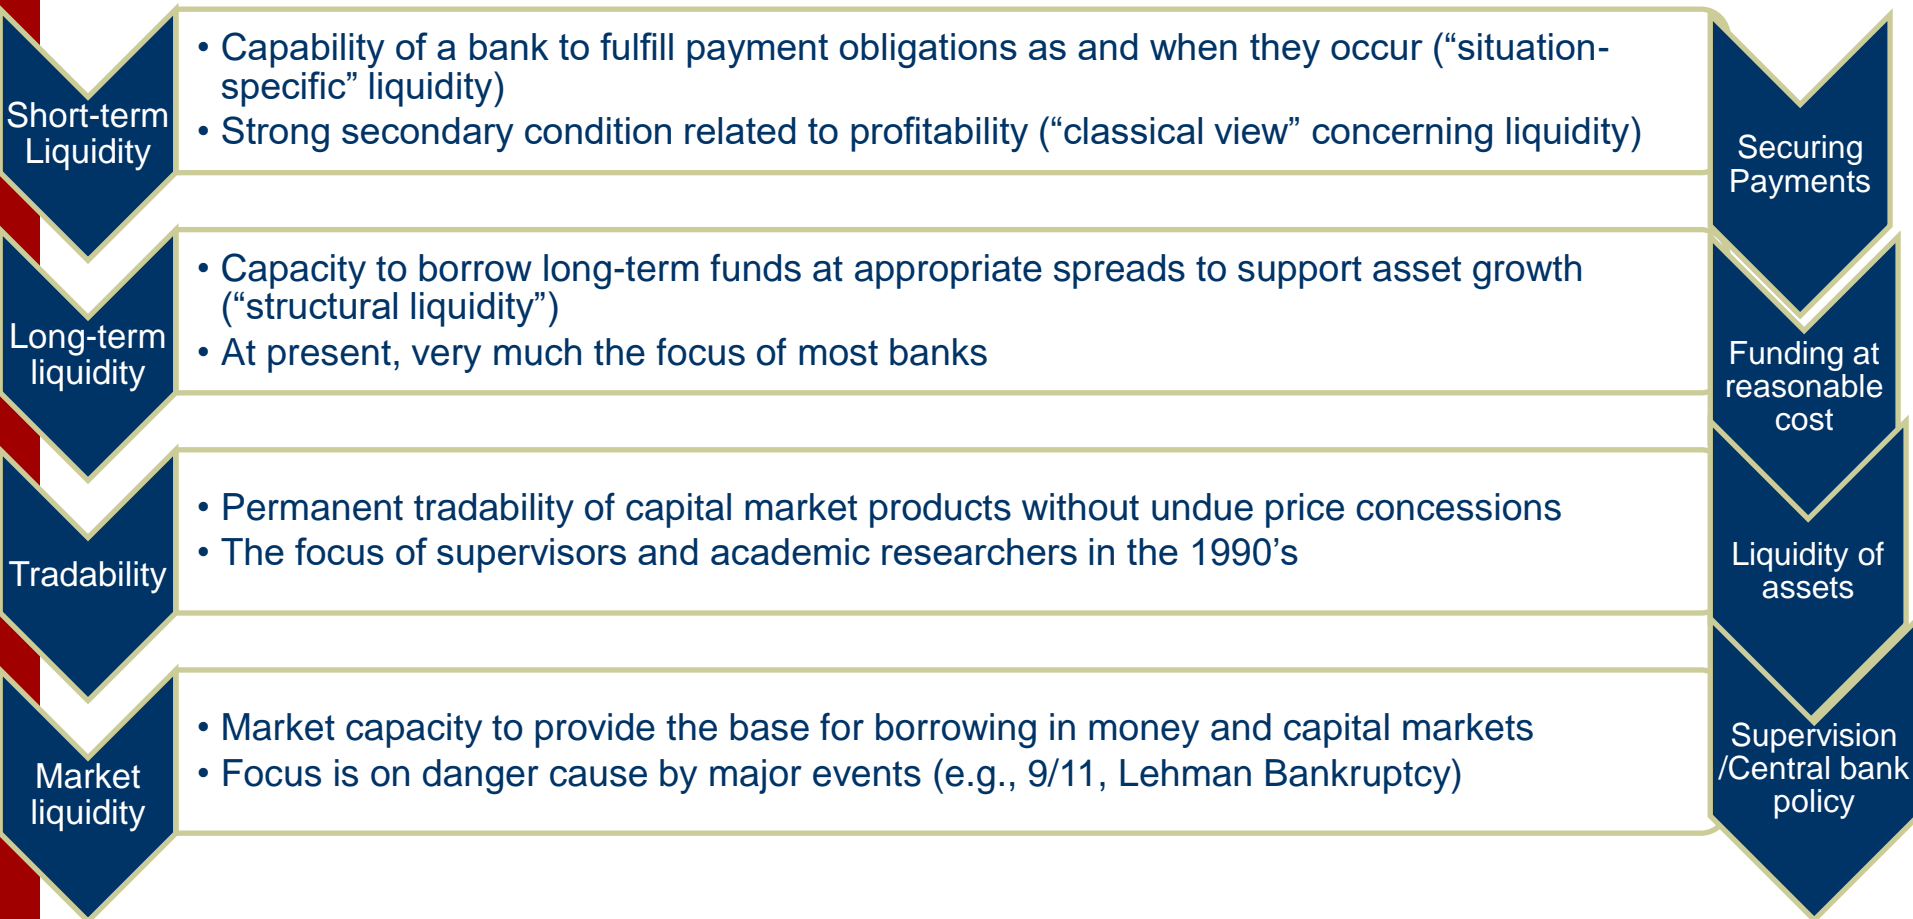 Short-term
Liquidity
• Capability of a bank to fulfill payment obligations as and when they occur (“situation-
specific” liquidity)
• Strong secondary condition related to profitability (“classical view” concerning liquidity)
Securing
Payments
Long-term
liquidity
• Capacity to borrow long-term funds at appropriate spreads to support asset growth
(“structural liquidity”)
• At present, very much the focus of most banks
Funding at
reasonable
cost
Tradability
• Permanent tradability of capital market products without undue price concessions
• The focus of supervisors and academic researchers in the 1990’s
Liquidity of
assets
Market
liquidity
• Market capacity to provide the base for borrowing in money and capital markets
• Focus is on danger cause by major events (e.g., 9/11, Lehman Bankruptcy)
Supervision
/Central bank
policy